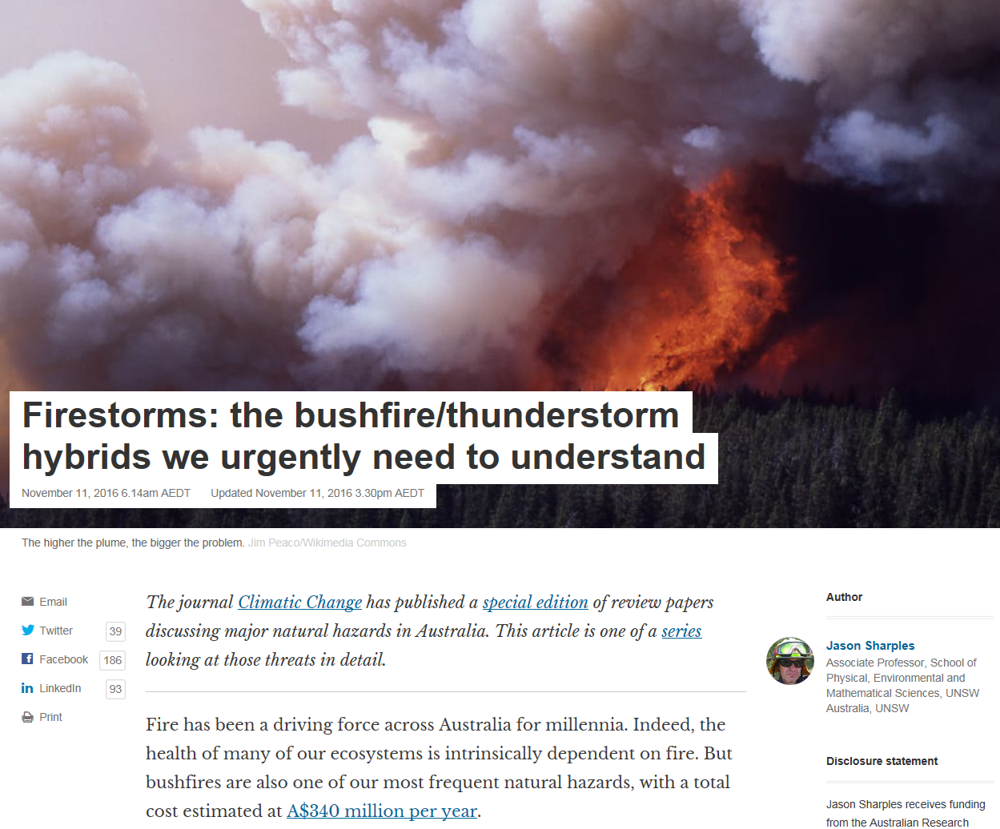 Firestorms: the bushfire/thunderstorm
hybrids we urgently need to understand
November 11, 2016 6.14am AEDT Updated November 11, 2016 3.30pm AEDT
The higher the plume, the bigger the problem. Jim Peaco/Wikimedia Commons
Email
Twitter 39
Facebook 186
LinkedIn 93
Print
The journal Climatic Change has published a special edition of review papers
discussing major natural hazards in Australia. This article is one of a series
looking at those threats in detail.
Fire has been a driving force across Australia for millennia. Indeed, the
health of many of our ecosystems is intrinsically dependent on fire. But
bushfires are also one of our most frequent natural hazards, with a total
cost estimated at A$340 million per year.
Author
Jason Sharples
Associate Professor, School of
Physical, Environmental and
Mathematical Sciences, UNSW
Australia, UNSW
Disclosure statement
Jason Sharples receives funding
from the Australian Research